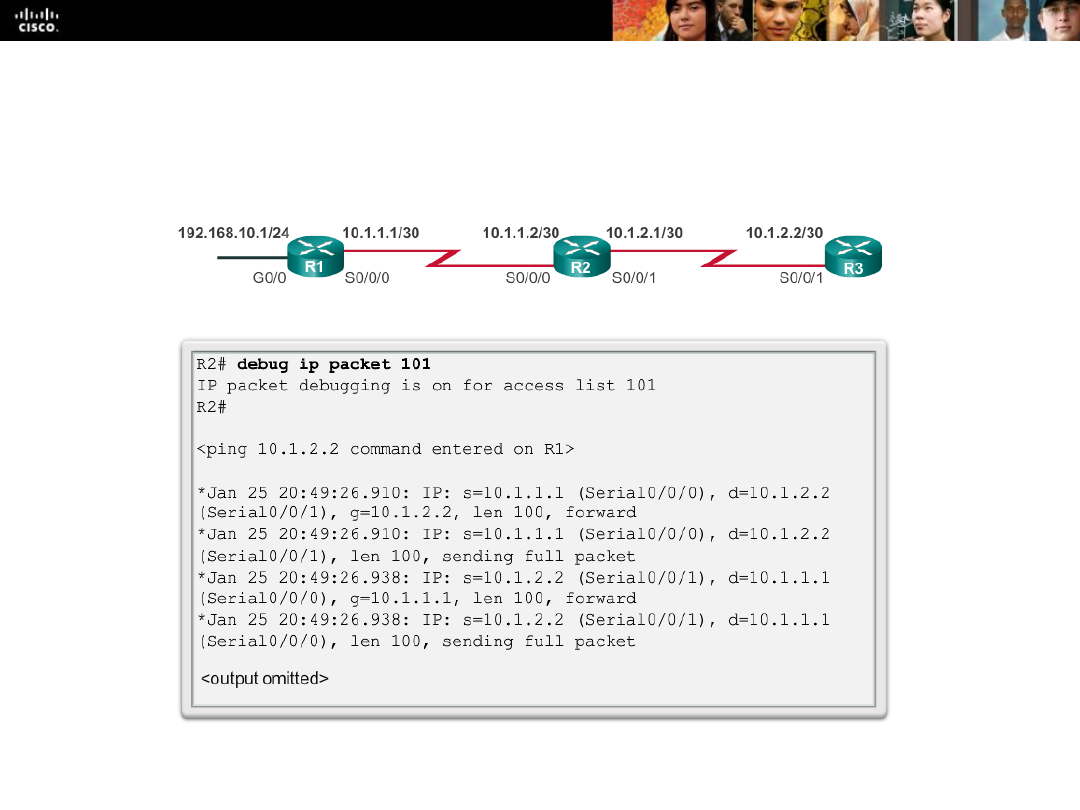 CISCO.
192.168.10.1/24 10.1.1.1/30 10.1.1.2/30 10.1.2.1/30 10.1.2.2/30
R1 R2 R3
G0/0 S0/0/0 S0/0/0 S0/0/1 S0/0/1
R2# debug ip packet 101
IP packet debugging is on for access list 101
R2#
<ping 10.1.2.2 command entered on R1>
*Jan 25 20:49:26.910: IP: s=10.1.1.1 (Serial0/0/0), d=10.1.2.2
(Serial0/0/1), g=10.1.2.2, len 100, forward
*Jan 25 20:49:26.910: IP: s=10.1.1.1 (Serial0/0/0), d=10.1.2.2
(Serial0/0/1), len 100, sending full packet
*Jan 25 20:49:26.938: IP: s=10.1.2.2 (Serial0/0/1), d=10.1.1.1
(Serial0/0/0), g=10.1.1.1, len 100, forward
*Jan 25 20:49:26.938: IP: s=10.1.2.2 (Serial0/0/1), d=10.1.1.1
(Serial0/0/0), len 100, sending full packet
<output omitted>